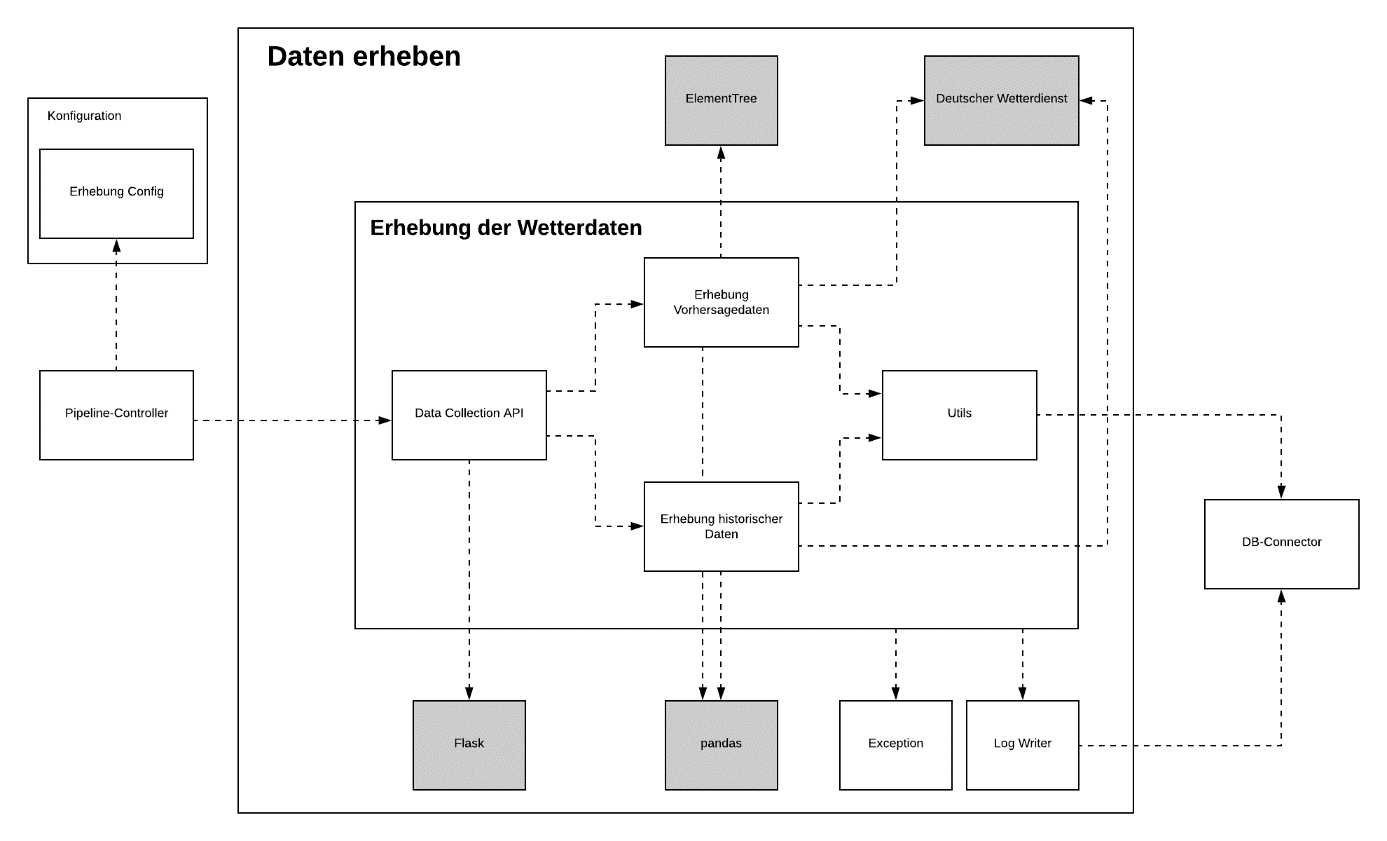 Daten erheben
ElementTree
Deutscher Wetterdienst
Konfiguration
Erhebung Config
Erhebung der Wetterdaten
Erhebung
Vorhersagedaten
Pipeline-Controller
Data Collection API
Utils
Erhebung historischer
Daten
DB-Connector
Flask
pandas
Exception
Log Writer